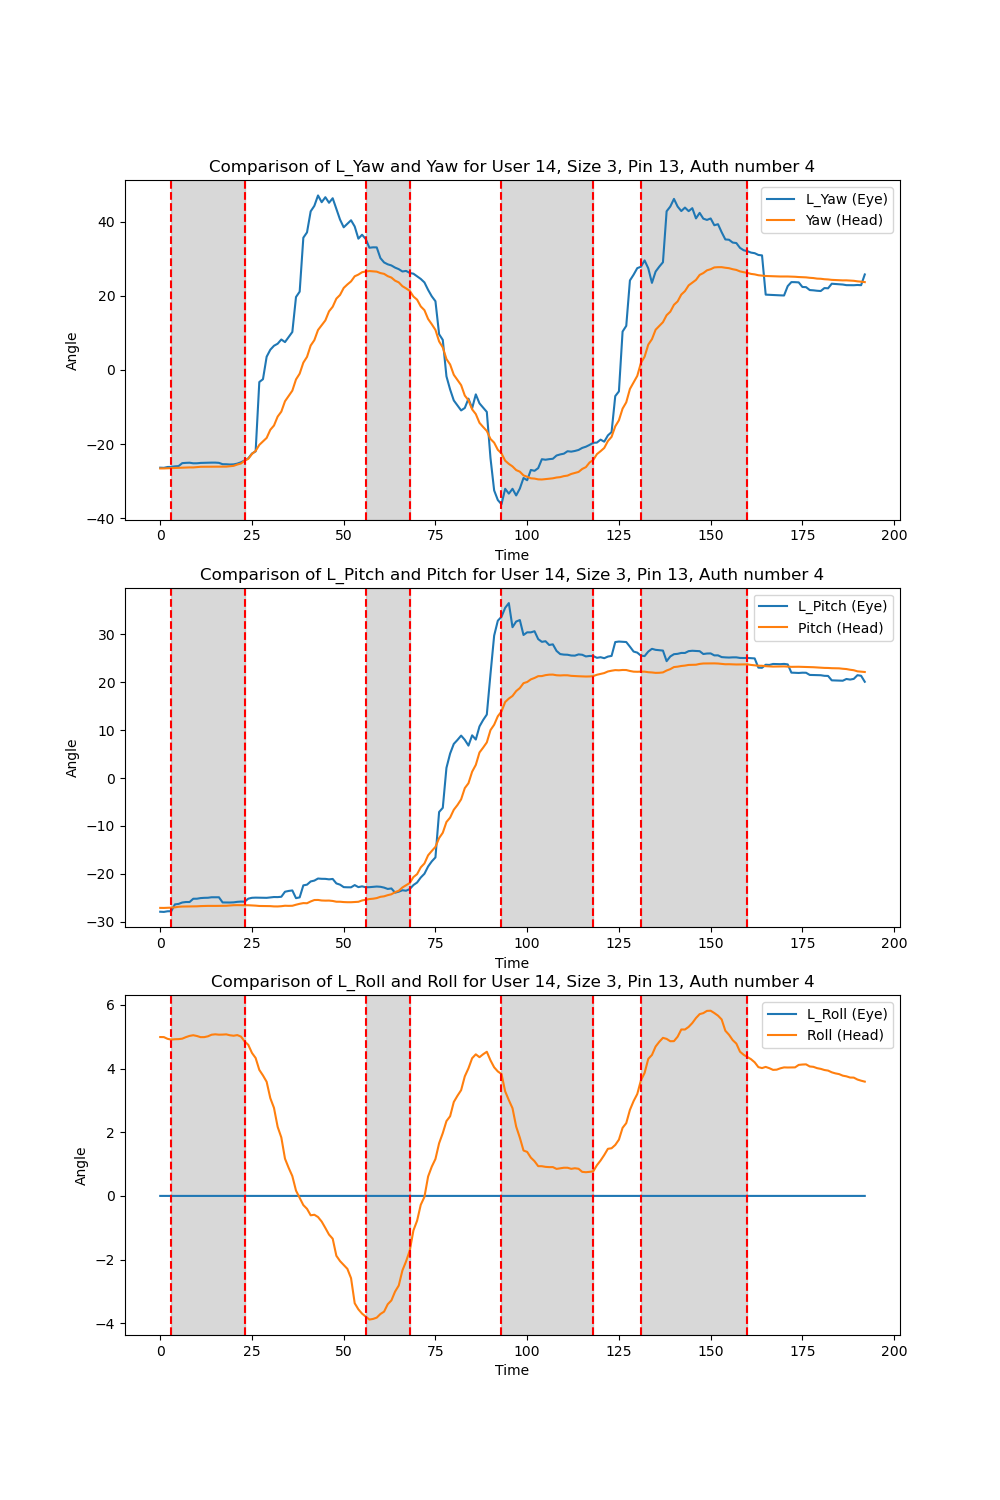 Comparison of L_Yaw and Yaw for User 14, Size 3, Pin 13, Auth number 4
L_Yaw (Eye)
Yaw (Head)
Angle
40
20
0
−20
−40
0 25 50 75 100 125 150 175 200
Time
Comparison of L_Pitch and Pitch for User 14, Size 3, Pin 13, Auth number 4
L_Pitch (Eye)
Pitch (Head)
Angle
30
20
10
0
−10
−20
−30
0 25 50 75 100 125 150 175 200
Time
Comparison of L_Roll and Roll for User 14, Size 3, Pin 13, Auth number 4
L_Roll (Eye)
Roll (Head)
Angle
6
4
2
0
−2
−4
0 25 50 75 100 125 150 175 200
Time